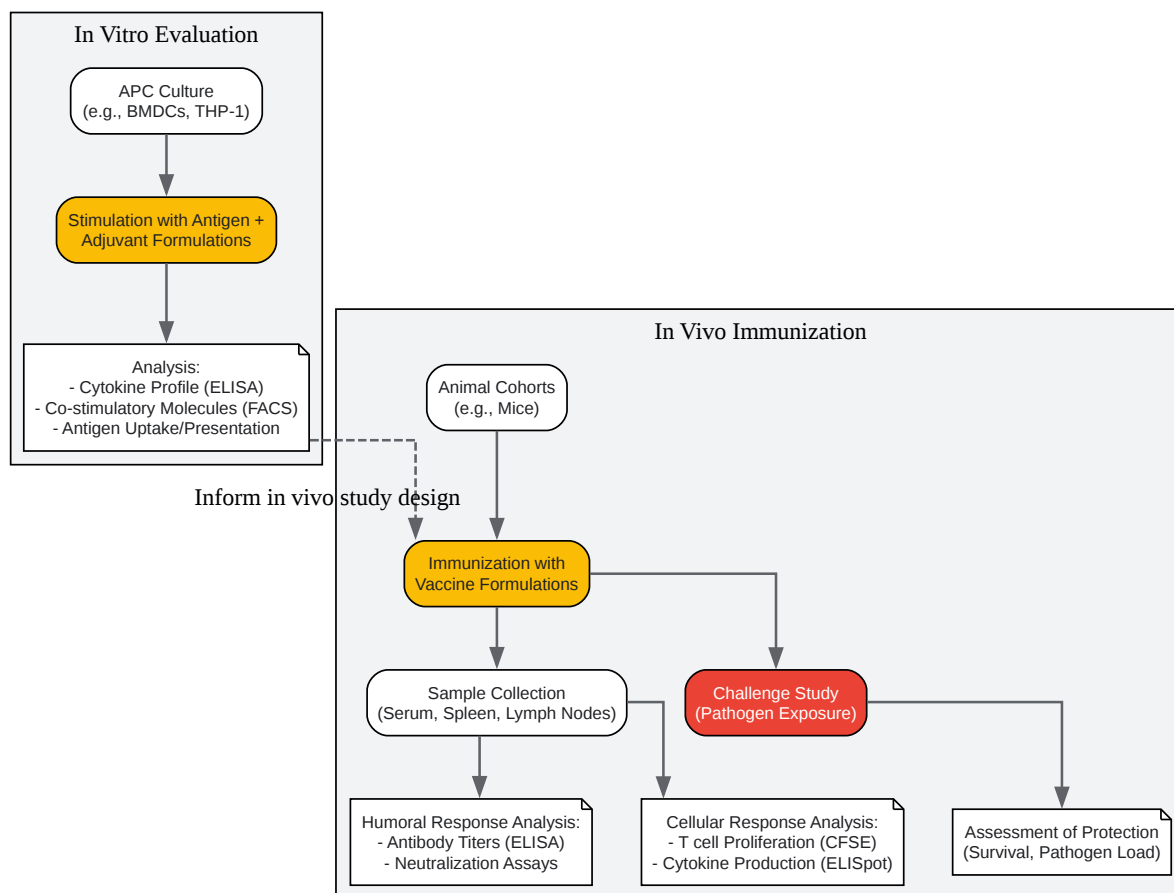 In Vitro Evaluation
APC Culture
(e.g., BMDCs, THP-1)
Stimulation with Antigen +
Adjuvant Formulations
Analysis:
- Cytokine Profile (ELISA)
- Co-stimulatory Molecules (FACS)
- Antigen Uptake/Presentation
Inform in vivo study design
In Vivo Immunization
Animal Cohorts
(e.g., Mice)
Immunization with
Vaccine Formulations
Sample Collection
(Serum, Spleen, Lymph Nodes)
Challenge Study
(Pathogen Exposure)
Humoral Response Analysis:
- Antibody Titers (ELISA)
- Neutralization Assays
Cellular Response Analysis:
- T cell Proliferation (CFSE)
- Cytokine Production (ELISpot)
Assessment of Protection
(Survival, Pathogen Load)